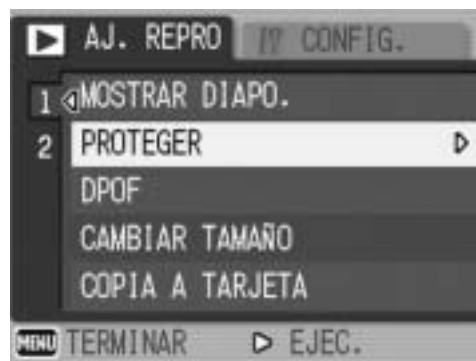 AJ. REPRO CONFIG.
1 MOSTRAR DIAPO.
2 PROTEGER
DPOF
CAMBIAR TAMAÑO
COPIA A TARJETA
MENU TERMINAR EJEC.